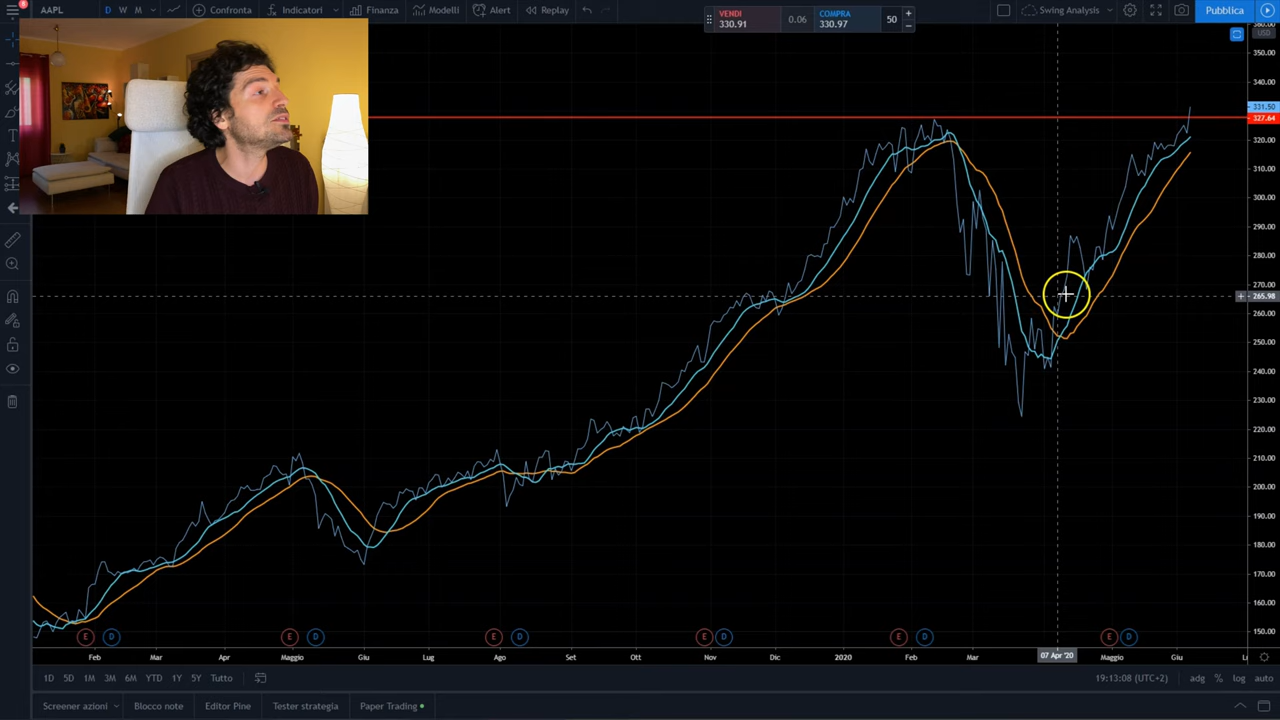 8
AAPL
D W M
Confronta
Indicatori
Finanza
Modelli
Alert
Replay
VENDI
330.91
0.06
COMPRA
330.97
50
Swing Analysis
Pubblica
USD
380.00
350.00
340.00
331.50
327.64
320.00
310.00
300.00
290.00
280.00
270.00
265.98
260.00
250.00
240.00
230.00
220.00
210.00
200.00
190.00
180.00
170.00
160.00
150.00
E D E D E D E D E D E D
Feb Mar Apr Maggio Giu Lug Ago Set Ott Nov Dic 2020 Feb Mar 07 Apr '20 Maggio Giu
1D 5D 1M 3M 6M YTD 1Y 5Y Tutto
19:13:08 (UTC+2) adg % log auto
Screener azioni Blocco note Editor Pine Tester strategia Paper Trading